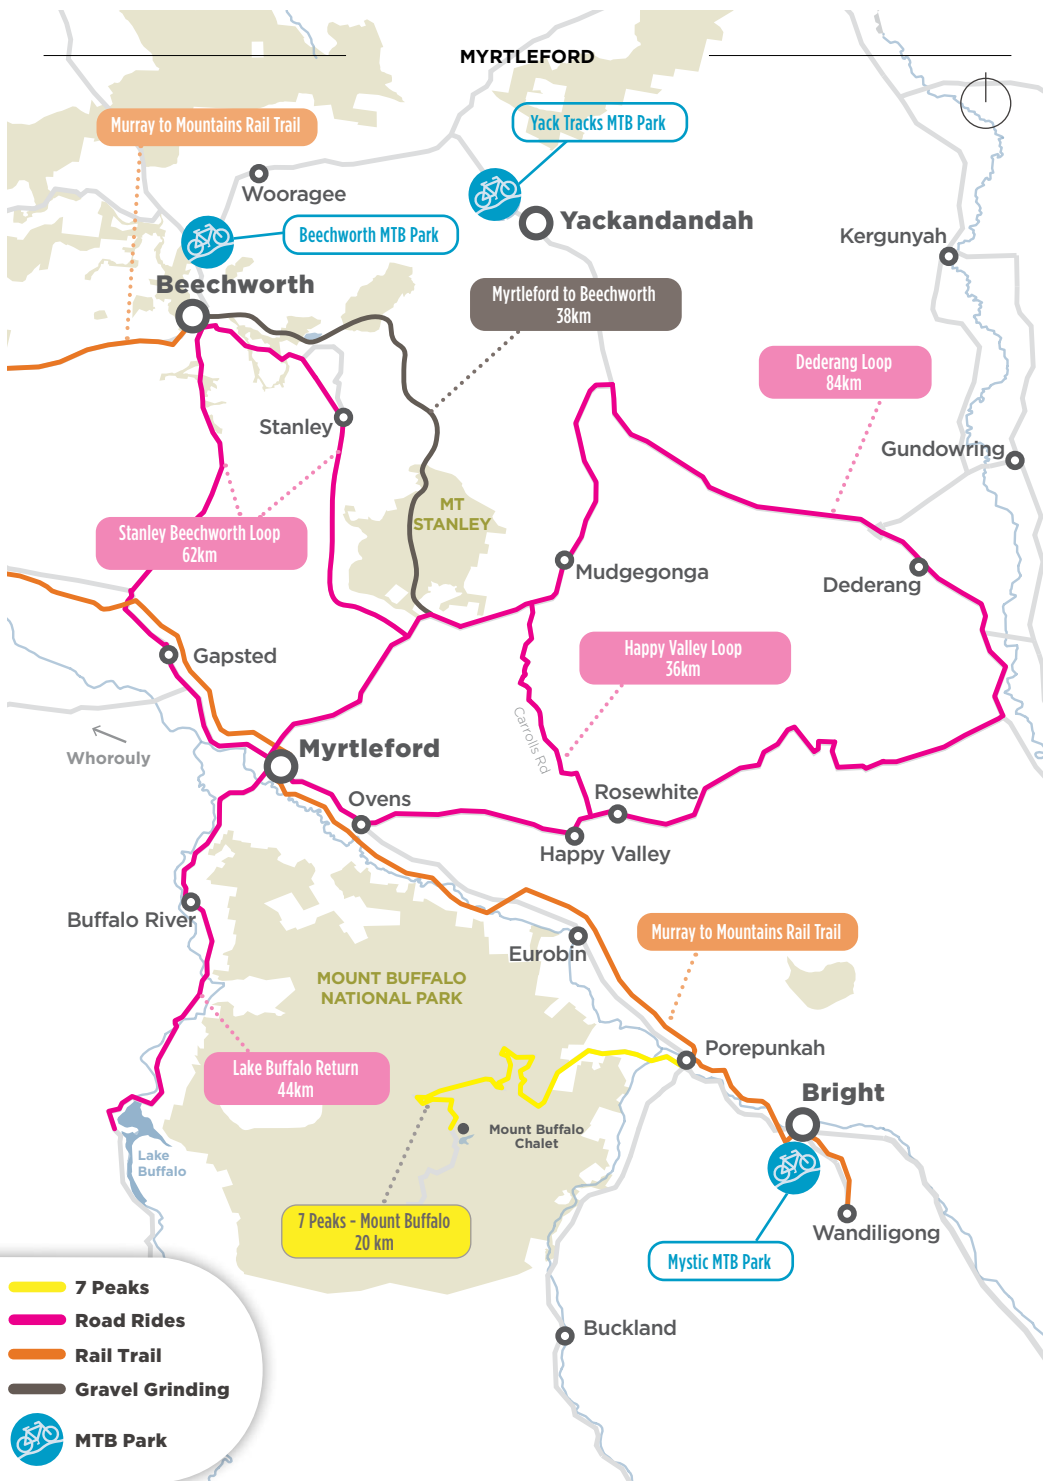 MYRTLEFORD
Murray to Mountains Rail Trail
Yack Tracks MTB Park
Wooragee
Yackandandah
Beechworth MTB Park
Kergunyah
Beechworth
Myrtleford to Beechworth
38km
Dederang Loop
84km
Stanley
Gundowring
MT
STANLEY
Stanley Beechworth Loop
62km
Mudgegonga
Dederang
Happy Valley Loop
36km
Gapsted
Carrolls Rd
Whorouly
Myrtleford
Ovens
Rosewhite
Happy Valley
Buffalo River
Eurobin
Murray to Mountains Rail Trail
MOUNT BUFFALO
NATIONAL PARK
Porepunkah
Lake Buffalo Return
44km
Bright
Mount Buffalo
Chalet
Lake
Buffalo
7 Peaks - Mount Buffalo
20 km
Wandiligong
Mystic MTB Park
Buckland
7 Peaks
Road Rides
Rail Trail
Gravel Grinding
MTB Park